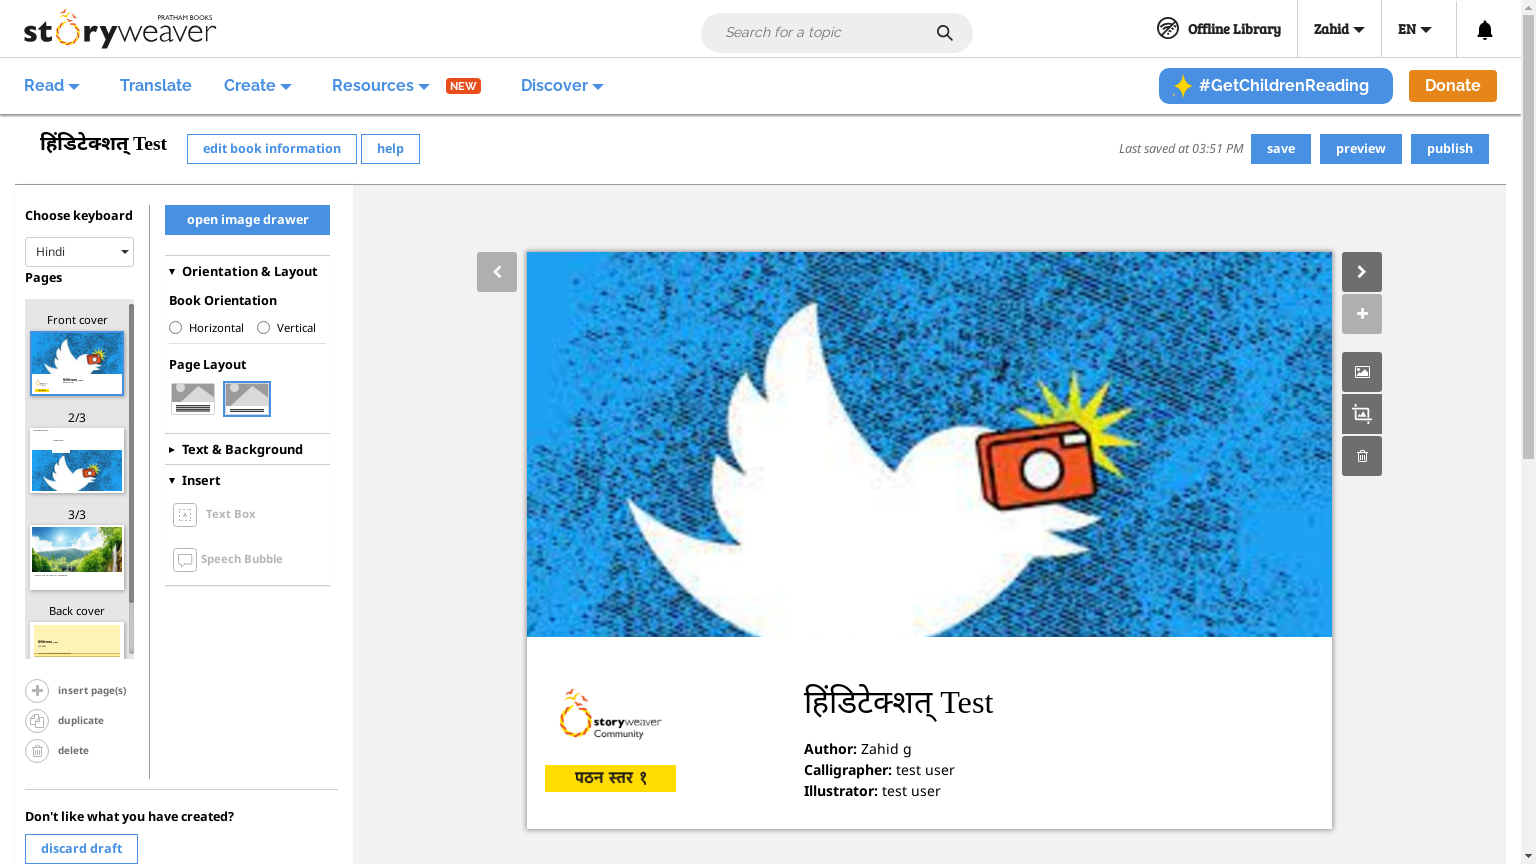 PRATHAM BOOKS
storyweaver
Search for a topic
Offline Library
Zahid
EN
Read
Translate
Create
Resources
NEW
Discover
#GetChildrenReading
Donate
हिंडिटेक्शत् Test
edit book information
help
Last saved at 03:51 PM
save
preview
publish
Choose keyboard
Hindi
Pages
Front cover
2/3
3/3
Back cover
insert page(s)
duplicate
delete
Don't like what you have created?
discard draft
open image drawer
Orientation & Layout
Book Orientation
Horizontal
Vertical
Page Layout
Text & Background
Insert
Text Box
Speech Bubble
storyweaver
Community
पठन स्तर १
हिंडिटेक्शत् Test
Author: Zahid g
Calligrapher: test user
Illustrator: test user